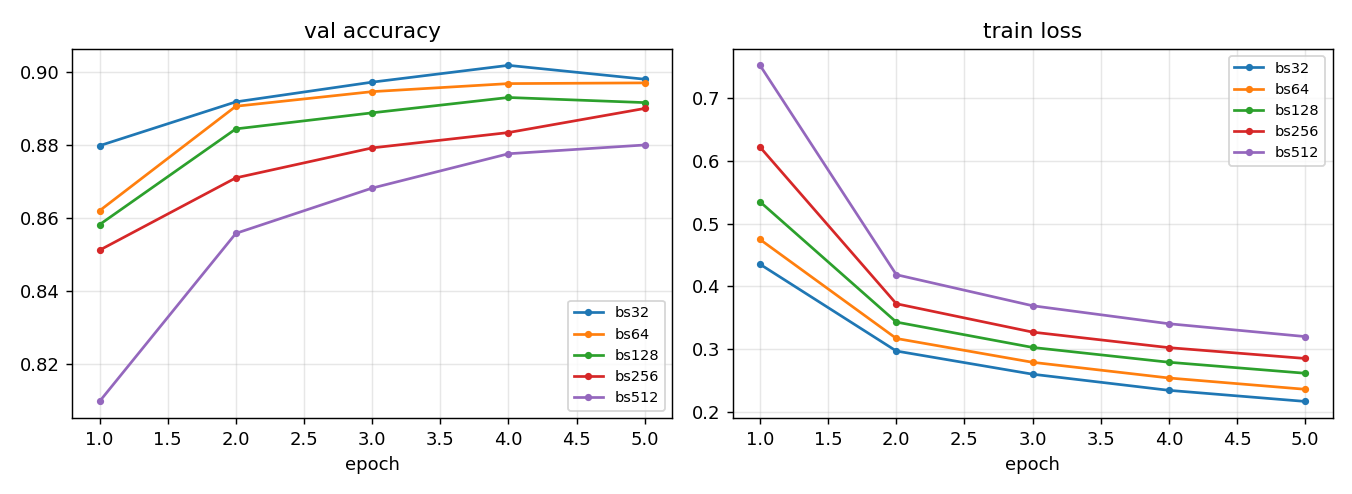 val accuracy
0.90
0.88
0.86
0.84
0.82
1.0 1.5 2.0 2.5 3.0 3.5 4.0 4.5 5.0
epoch
bs32
bs64
bs128
bs256
bs512
train loss
0.7
0.6
0.5
0.4
0.3
0.2
1.0 1.5 2.0 2.5 3.0 3.5 4.0 4.5 5.0
epoch
bs32
bs64
bs128
bs256
bs512